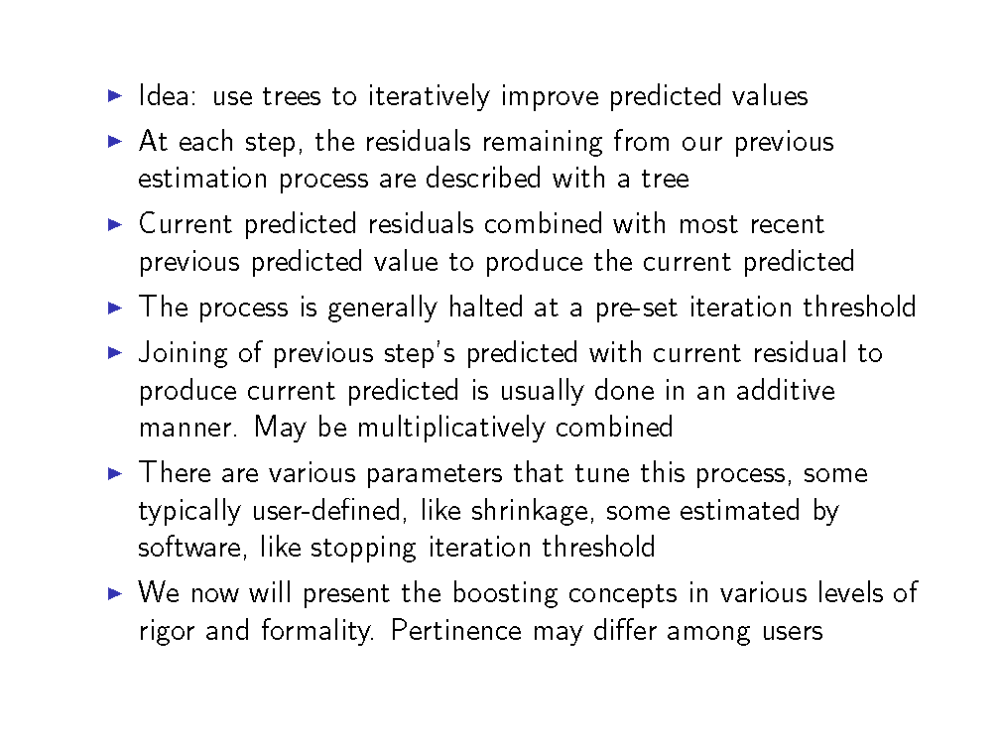 ▶ Idea: use trees to iteratively improve predicted values
▶ At each step, the residuals remaining from our previous
estimation process are described with a tree
▶ Current predicted residuals combined with most recent
previous predicted value to produce the current predicted
▶ The process is generally halted at a pre-set iteration threshold
▶ Joining of previous step's predicted with current residual to
produce current predicted is usually done in an additive
manner. May be multiplicatively combined
▶ There are various parameters that tune this process, some
typically user-defined, like shrinkage, some estimated by
software, like stopping iteration threshold
▶ We now will present the boosting concepts in various levels of
rigor and formality. Pertinence may differ among users